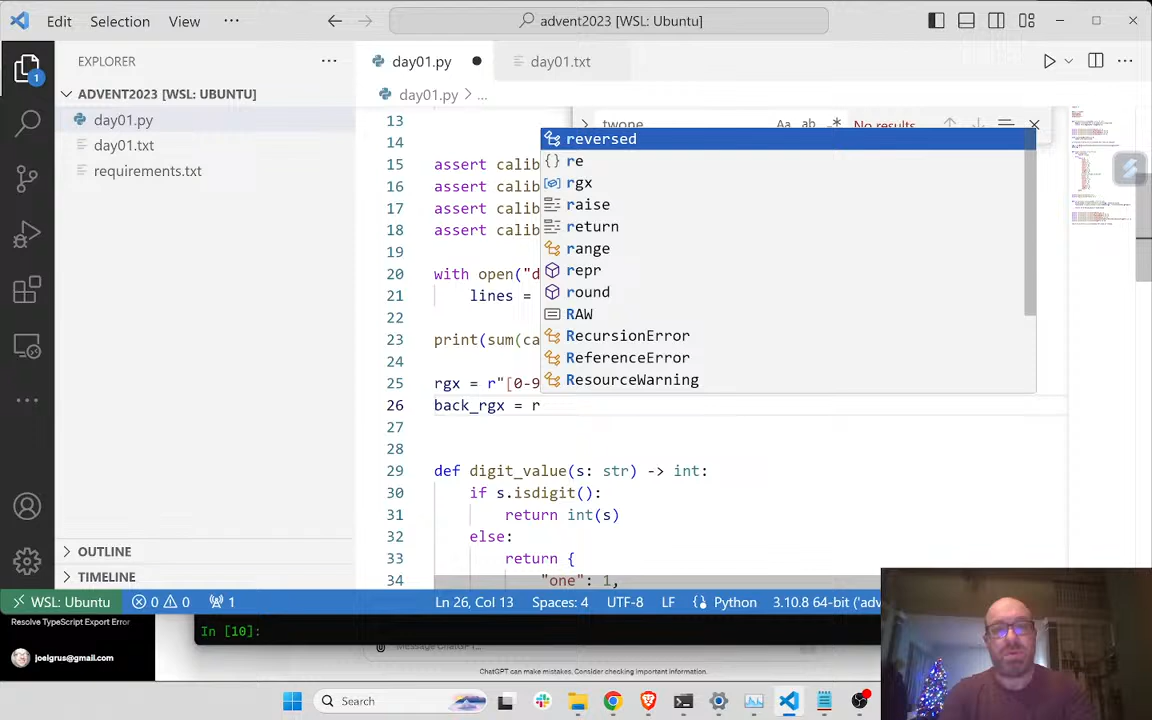 Edit Selection View ...
advent2023 [WSL: Ubuntu]
EXPLORER
ADVENT2023 [WSL: UBUNTU]
day01.py
day01.txt
requirements.txt
OUTLINE
TIMELINE
1
day01.py
day01.txt
day01.py > ...
twone
Aa ab .*
No results
13
14
15 assert calib
16 assert calib
17 assert calib
18 assert calib
19
20 with open("d
21 lines =
22
23 print(sum(ca
24
25 rgx = r"[0-9
26 back_rgx = r
27
28
29 def digit_value(s: str) -> int:
30 if s.isdigit():
31 return int(s)
32 else:
33 return {
34 "one": 1,
reversed
re
rgx
raise
return
range
repr
round
RAW
RecursionError
ReferenceError
ResourceWarning
WSL: Ubuntu 0 0 1 Ln 26, Col 13 Spaces: 4 UTF-8 LF Python 3.10.8 64-bit ('adv
Resolve TypeScript Export Error
joelgrus@gmail.com
In [10]:
Message ChatGPT...
ChatGPT can make mistakes. Consider checking important information.
Search